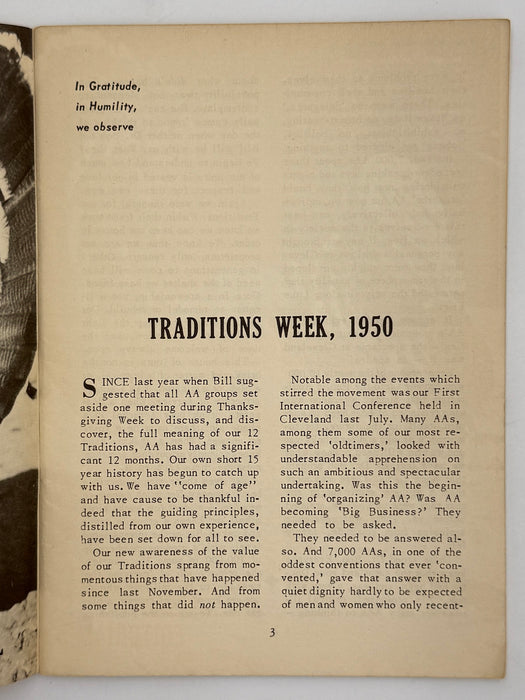 In Gratitude,
in Humility,
we observe
TRADITIONS WEEK, 1950
SINCE last year when Bill sug-
gested that all AA groups set
aside one meeting during Thanks-
giving Week to discuss, and dis-
cover, the full meaning of our 12
Traditions, AA has had a signifi-
cant 12 months. Our own short 15
year history has begun to catch up
with us. We have "come of age"
and have cause to be thankful in-
deed that the guiding principles,
distilled from our own experience,
have been set down for all to see.
Our new awareness of the value
of our Traditions sprang from mo-
mentous things that have happened
since last November. And from
some things that did not happen.
Notable among the events which
stirred the movement was our First
International Conference held in
Cleveland last July. Many AAs,
among them some of our most re-
spected 'oldtimers,' looked with
understandable apprehension on
such an ambitious and spectacular
undertaking. Was this the begin-
ning of 'organizing' AA? Was AA
becoming 'Big Business?' They
needed to be asked.
They needed to be answered al-
so. And 7,000 AAs, in one of the
oddest conventions that ever 'con-
vented,' gave that answer with a
quiet dignity hardly to be expected
of men and women who only recent-
3